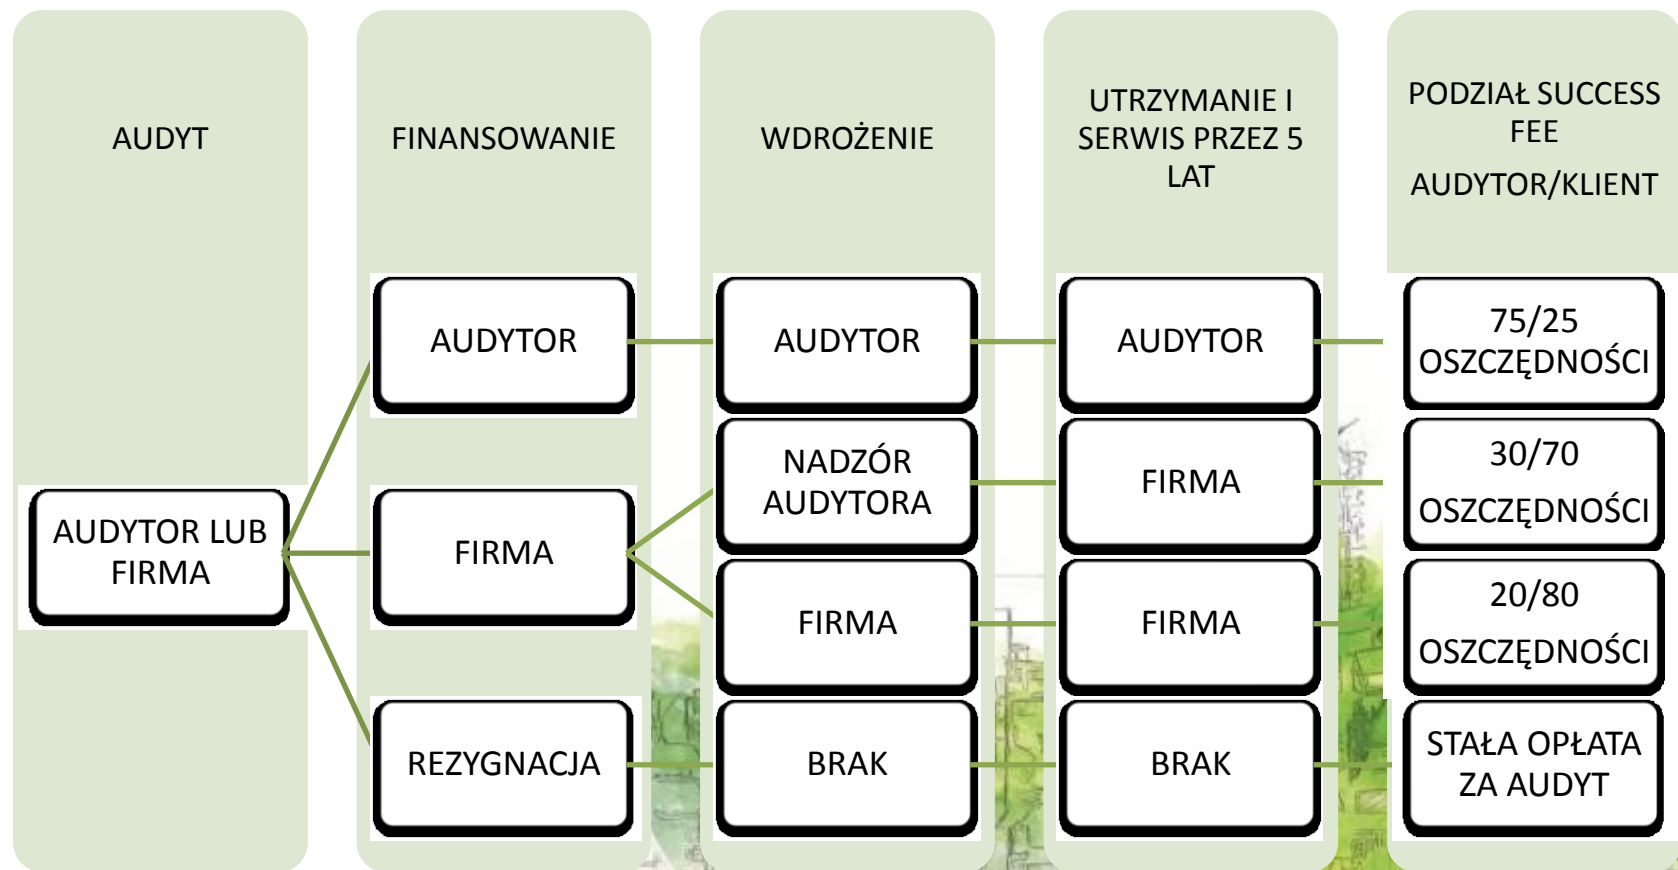 AUDYT
FINANSOWANIE
WDROŻENIE
UTRZYMANIE I
SERWIS PRZEZ 5
LAT
PODZIAŁ SUCCESS
FEE
AUDYTOR/KLIENT
AUDYTOR LUB
FIRMA
AUDYTOR
AUDYTOR
AUDYTOR
75/25
OSZCZĘDNOŚCI
FIRMA
NADZÓR
AUDYTORA
FIRMA
30/70
OSZCZĘDNOŚCI
FIRMA
FIRMA
20/80
OSZCZĘDNOŚCI
REZYGNACJA
BRAK
BRAK
STAŁA OPŁATA
ZA AUDYT